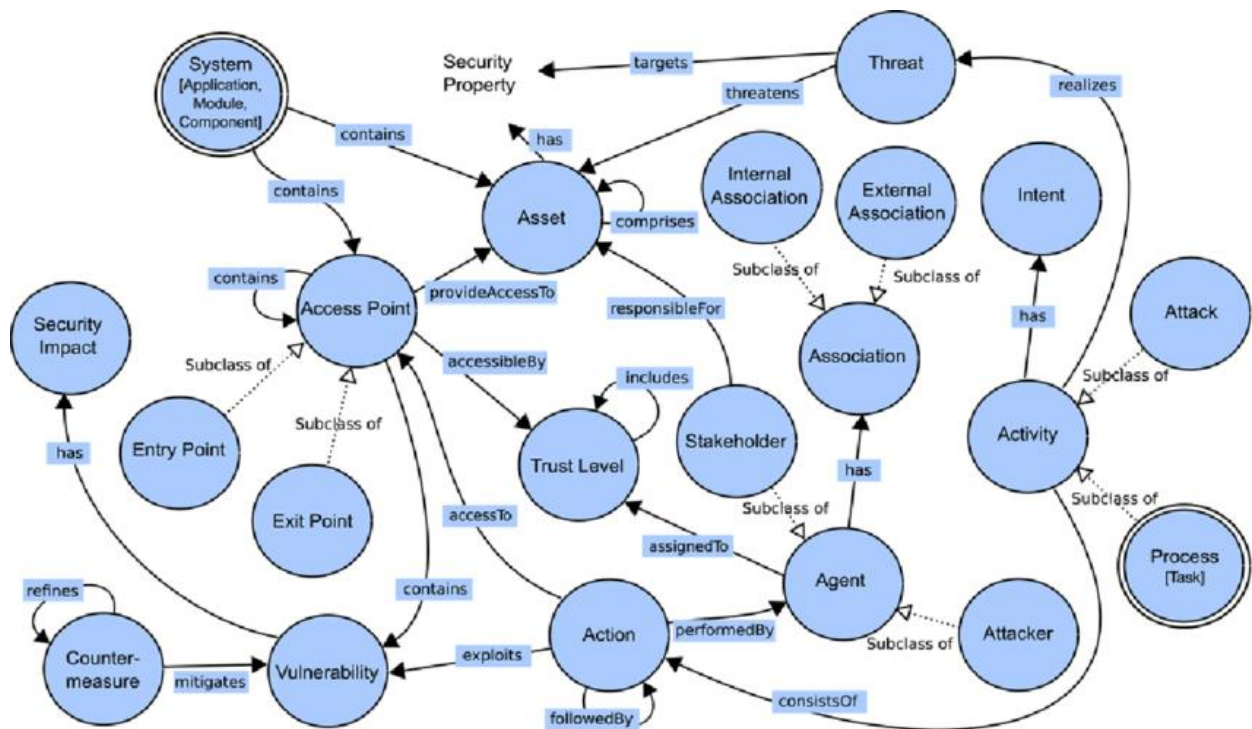 System
[Application,
Module,
Component]
Security
Property
targets
Threat
realizes
threatens
contains
has
contains
Internal
Association
External
Association
Intent
Asset
comprises
Subclass of
Subclass of
contains
Access Point
provideAccessTo
responsibleFor
Security
Impact
has
Attack
Subclass of
accessibleBy
Association
Subclass of
includes
Subclass of
Entry Point
Trust Level
Stakeholder
Activity
has
has
Exit Point
accessTo
Subclass of
Subclass of
assignedTo
Process
[Task]
refines
contains
Agent
Action
performedBy
Attacker
Subclass of
Counter-
measure
mitigates
Vulnerability
exploits
followedBy
consistsOf